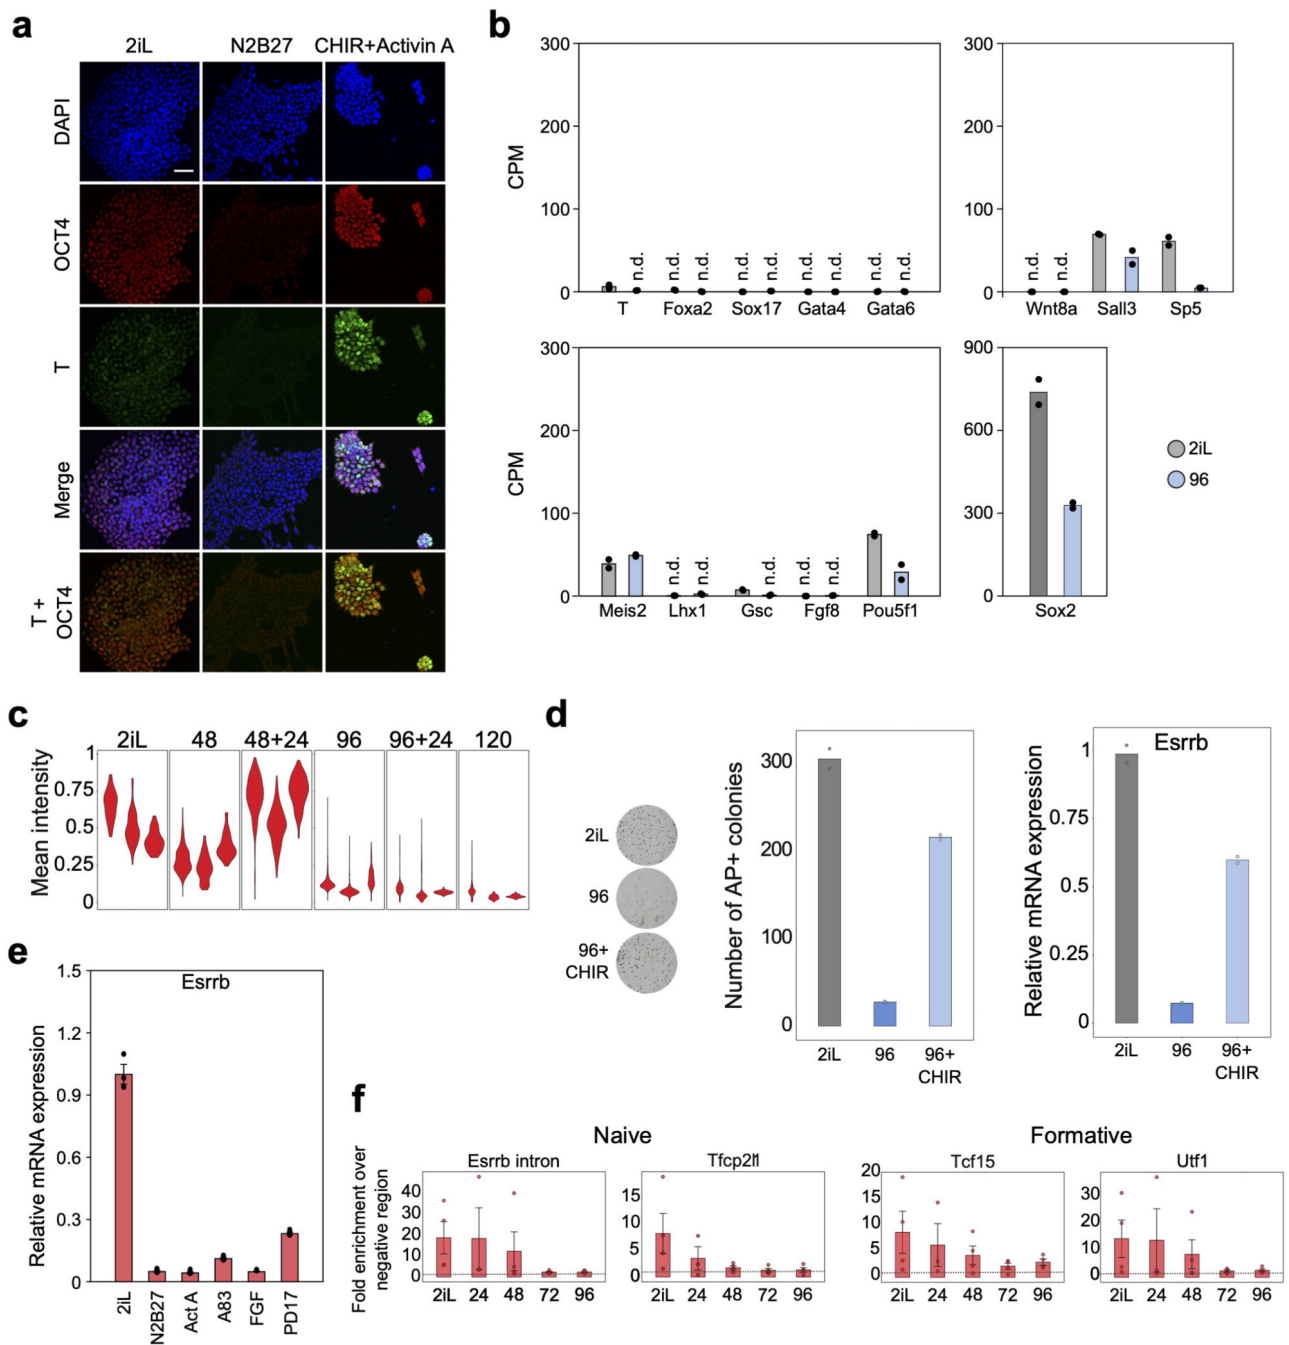 a
2iL N2B27 CHIR+Activin A
DAPI
OCT4
T
Merge
T +
OCT4
b
300
200
100
0
CPM
n.d. n.d. n.d. n.d. n.d. n.d. n.d. n.d. n.d.
T Foxa2 Sox17 Gata4 Gata6
300
200
100
0
n.d. n.d.
Wnt8a Sall3 Sp5
300
200
100
0
CPM
n.d. n.d. n.d. n.d. n.d.
Meis2 Lhx1 Gsc Fgf8 Pou5f1
900
600
300
0
Sox2
2iL
96
c
2iL 48 48+24 96 96+24 120
Mean intensity
1
0.75
0.5
0.25
0
d
2iL
96
96+
CHIR
Number of AP+ colonies
300
200
100
0
2iL 96 96+
CHIR
Relative mRNA expression
Esrrb
1
0.75
0.5
0.25
0
2iL 96 96+
CHIR
e
Relative mRNA expression
Esrrb
1.5
1.2
0.9
0.6
0.3
0
2iL N2B27 Act A A83 FGF PD17
f
Naive Formative
Fold enrichment over
negative region
Esrrb intron
40
30
20
10
0
2iL 24 48 72 96
Tfcp2l1
15
10
5
0
2iL 24 48 72 96
Tcf15
20
15
10
5
0
2iL 24 48 72 96
Utf1
30
20
10
0
2iL 24 48 72 96